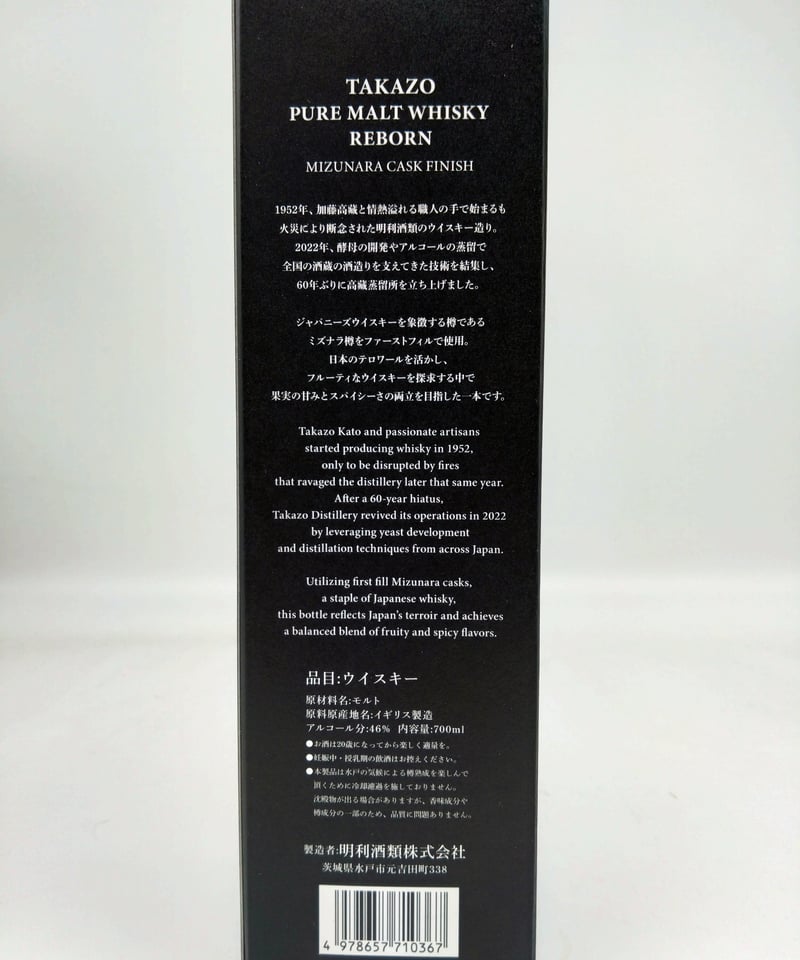 TAKAZO
PURE MALT WHISKY
REBORN
MIZUNARA CASK FINISH
1952年、加藤高蔵と情熱溢れる職人の手で始まるも
火災により断念された明利酒類のウイスキー造り。
2022年、酵母の開発やアルコールの蒸留で
全国の酒蔵の酒造りを支えてきた技術を結集し、
60年ぶりに高蔵蒸留所を立ち上げました。
ジャパニーズウイスキーを象徴する樽である
ミズナラ樽をファーストフィルで使用。
日本のテロワールを活かし、
フルーティなウイスキーを探求する中で
果実の甘みとスパイシーさの両立を目指した一本です。
Takazo Kato and passionate artisans
started producing whisky in 1952,
only to be disrupted by fires
that ravaged the distillery later that same year.
After a 60-year hiatus,
Takazo Distillery revived its operations in 2022
by leveraging yeast development
and distillation techniques from across Japan.
Utilizing first fill Mizunara casks,
a staple of Japanese whisky,
this bottle reflects Japan's terroir and achieves
a balanced blend of fruity and spicy flavors.
品目:ウイスキー
原材料名:モルト
原料原産地名:イギリス製造
アルコール分:46% 内容量:700ml
●お酒は20歳になってから楽しく適量を。
●妊娠中・授乳期の飲酒はお控えください。
●本製品は水戸の気候による樽熟成を楽しんで
頂くために冷却濾過を施しておりません。
沈殿物が出る場合がありますが、香味成分や
樽成分の一部のため、品質に問題ありません。
製造者:明利酒類株式会社
茨城県水戸市元吉田町338
4 978657 710367